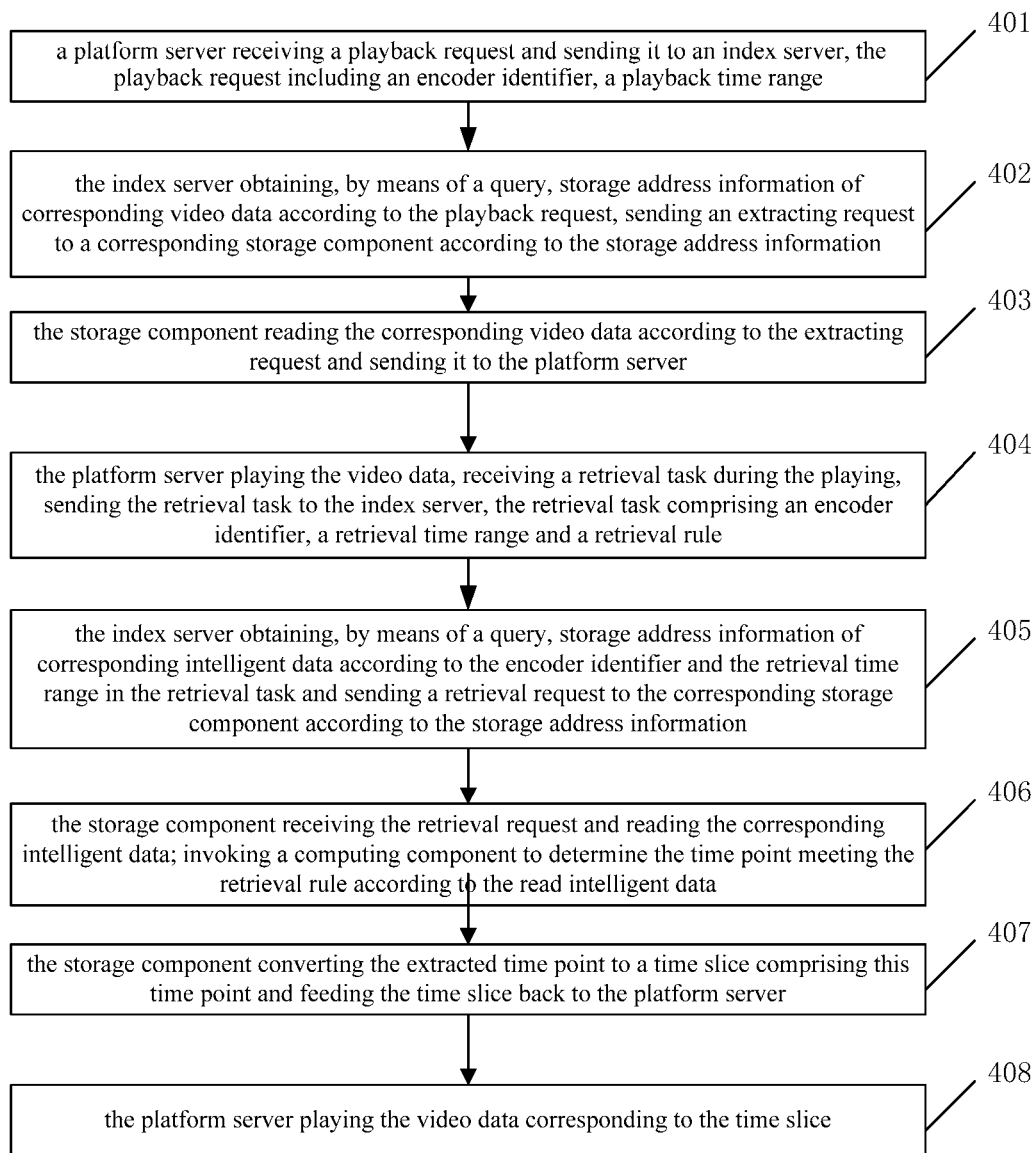 401
a platform server receiving a playback request and sending it to an index server, the
playback request including an encoder identifier, a playback time range
402
the index server obtaining, by means of a query, storage address information of
corresponding video data according to the playback request, sending an extracting request
to a corresponding storage component according to the storage address information
403
the storage component reading the corresponding video data according to the extracting
request and sending it to the platform server
404
the platform server playing the video data, receiving a retrieval task during the playing,
sending the retrieval task to the index server, the retrieval task comprising an encoder
identifier, a retrieval time range and a retrieval rule
405
the index server obtaining, by means of a query, storage address information of
corresponding intelligent data according to the encoder identifier and the retrieval time
range in the retrieval task and sending a retrieval request to the corresponding storage
component according to the storage address information
406
the storage component receiving the retrieval request and reading the corresponding
intelligent data; invoking a computing component to determine the time point meeting the
retrieval rule according to the read intelligent data
407
the storage component converting the extracted time point to a time slice comprising this
time point and feeding the time slice back to the platform server
408
the platform server playing the video data corresponding to the time slice